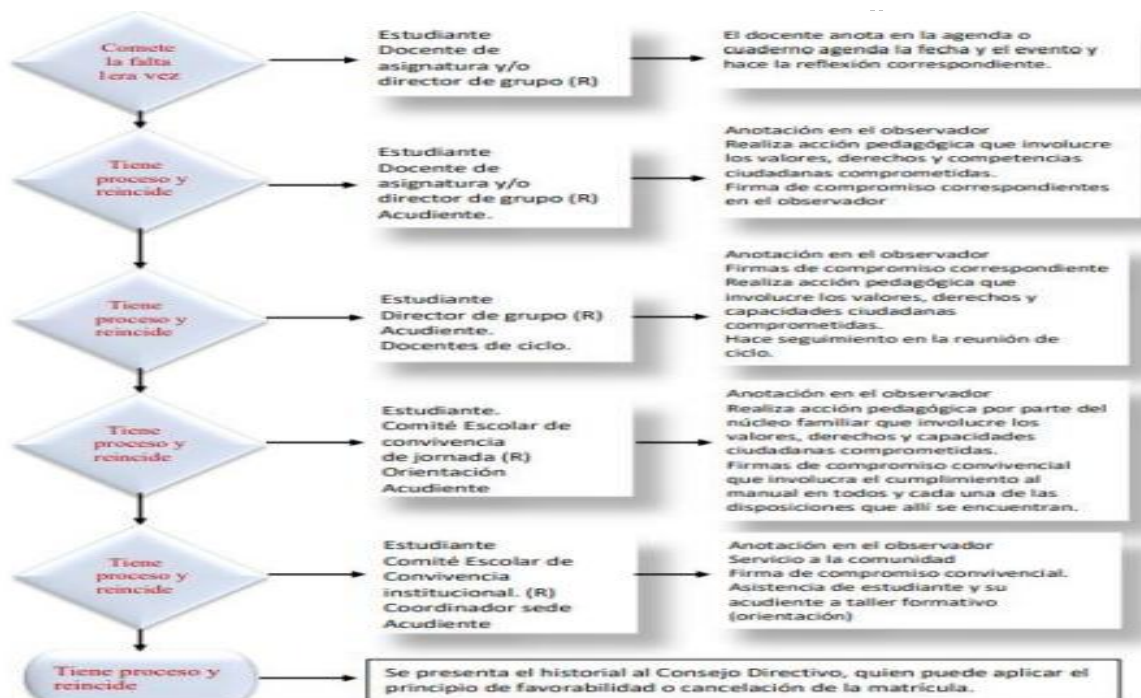 Comete
la falta
1era vez
Estudiante
Docente de
asignatura y/o
director de grupo (R)
El docente anota en la agenda o
cuaderno agenda la fecha y el evento y
hace la reflexión correspondiente.
Tiene
proceso y
reincide
Estudiante
Docente de
asignatura y/o
director de grupo (R)
Acudiente.
Anotación en el observador
Realiza acción pedagógica que involucre
los valores, derechos y competencias
ciudadanas comprometidas.
Firma de compromiso correspondientes
en el observador
Tiene
proceso y
reincide
Estudiante
Director de grupo (R)
Acudiente.
Docentes de ciclo.
Anotación en el observador
Firmas de compromiso correspondiente
Realiza acción pedagógica que
involucre los valores, derechos y
capacidades ciudadanas
comprometidas.
Hace seguimiento en la reunión de
ciclo.
Tiene
proceso y
reincide
Estudiante.
Comité Escolar de
convivencia
de jornada (R)
Orientación
Acudiente
Anotación en el observador
Realiza acción pedagógica por parte del
núcleo familiar que involucre los
valores, derechos y capacidades
ciudadanas comprometidas.
Firmas de compromiso convivencial
que involucra el cumplimiento al
manual en todos y cada una de las
disposiciones que allí se encuentran.
Tiene
proceso y
reincide
Estudiante
Comité Escolar de
Convivencia
institucional. (R)
Coordinador sede
Acudiente
Anotación en el observador
Servicio a la comunidad
Firma de compromiso convivencial.
Asistencia de estudiante y su
acudiente a taller formativo
(orientación)
Tiene proceso y
reincide
Se presenta el historial al Consejo Directivo, quien puede aplicar el
principio de favorabilidad o cancelación de la matrícula.